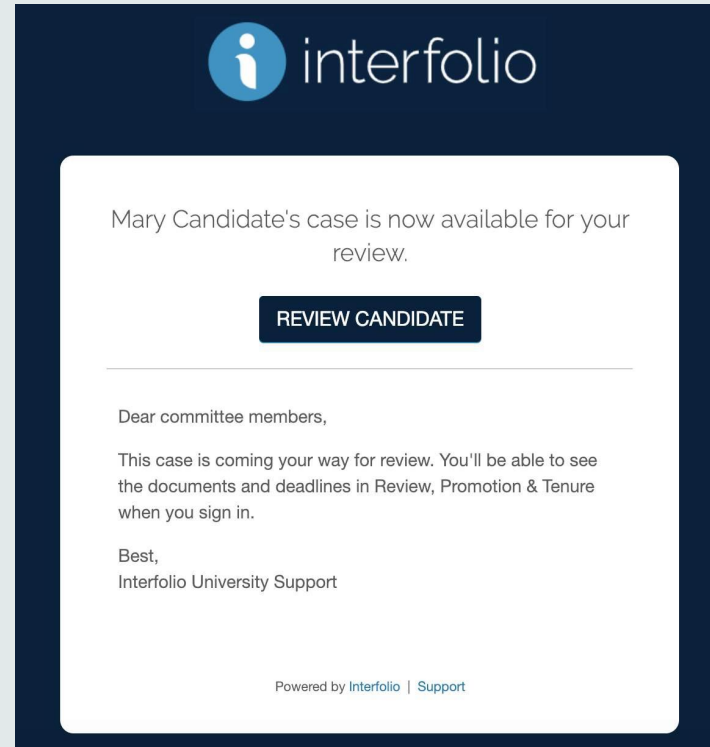 interfolio
Mary Candidate's case is now available for your
review.
REVIEW CANDIDATE
Dear committee members,
This case is coming your way for review. You'll be able to see
the documents and deadlines in Review, Promotion & Tenure
when you sign in.
Best,
Interfolio University Support
Powered by Interfolio | Support